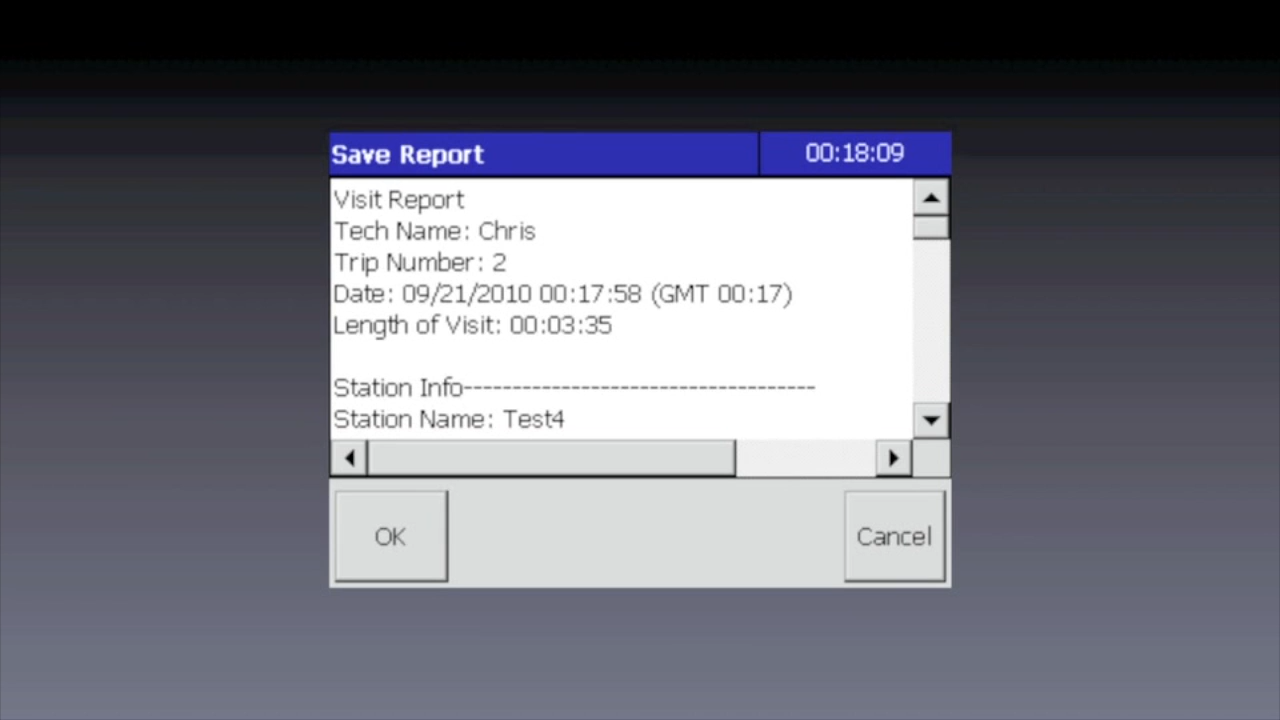 Save Report
00:18:09
Visit Report
Tech Name: Chris
Trip Number: 2
Date: 09/21/2010 00:17:58 (GMT 00:17)
Length of Visit: 00:03:35
Station Info------------------------------------
Station Name: Test4
OK
Cancel